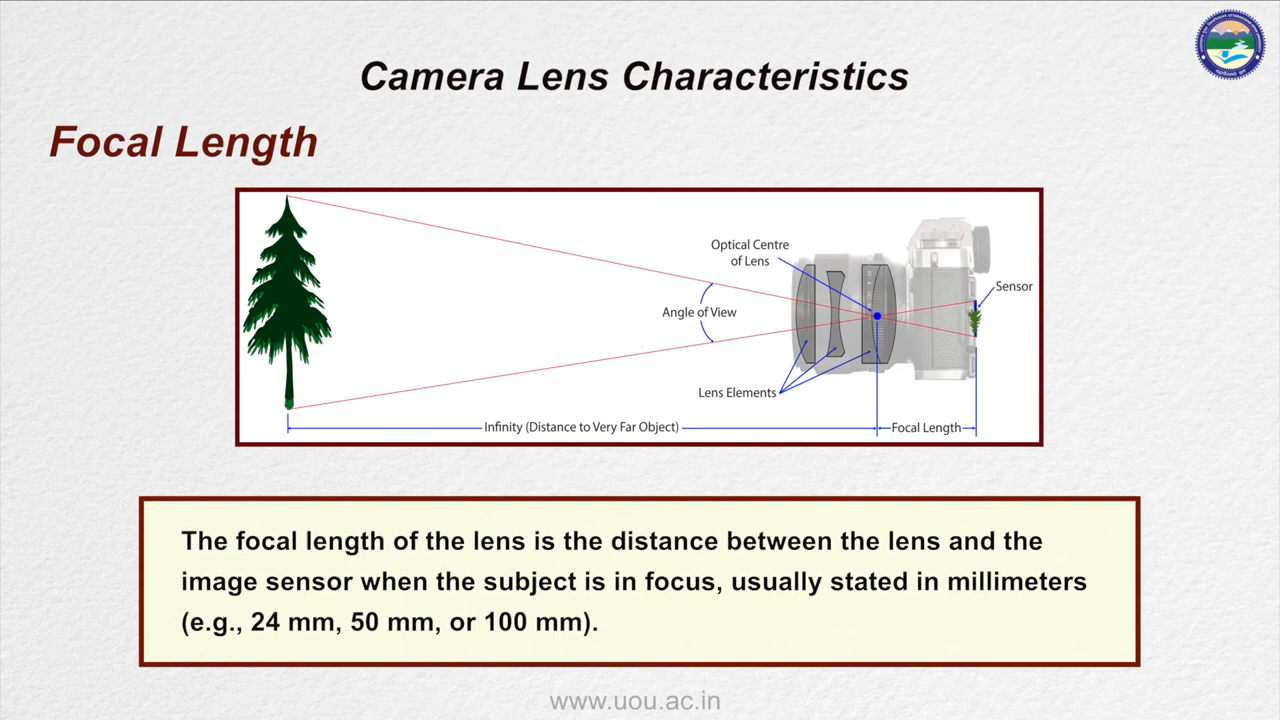 Camera Lens Characteristics
Focal Length
Optical Centre
of Lens
Sensor
Angle of View
Lens Elements
Infinity (Distance to Very Far Object)
Focal Length
The focal length of the lens is the distance between the lens and the
image sensor when the subject is in focus, usually stated in millimeters
(e.g., 24 mm, 50 mm, or 100 mm).
www.uou.ac.in